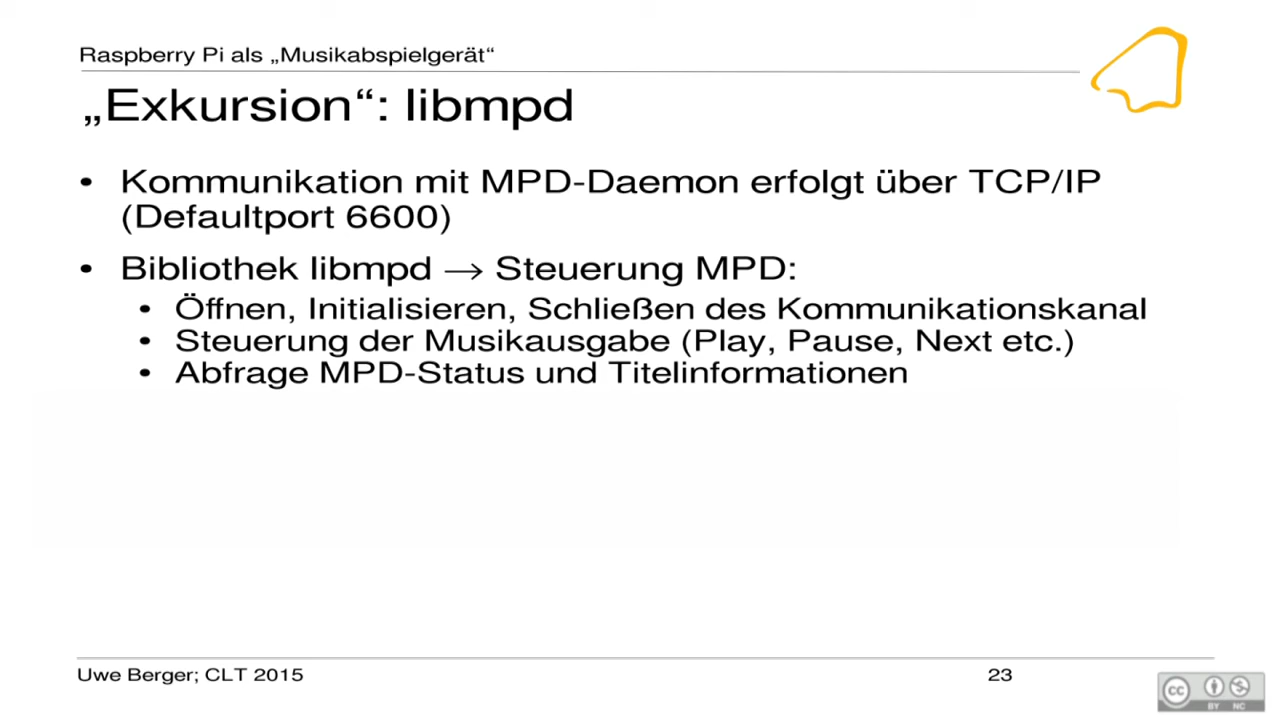 Raspberry Pi als „Musikabspielgerät“
„Exkursion“: libmpd
• Kommunikation mit MPD-Daemon erfolgt über TCP/IP
(Defaultport 6600)
• Bibliothek libmpd → Steuerung MPD:
• Öffnen, Initialisieren, Schließen des Kommunikationskanal
• Steuerung der Musikausgabe (Play, Pause, Next etc.)
• Abfrage MPD-Status und Titelinformationen
Uwe Berger; CLT 2015 23
cc BY NC